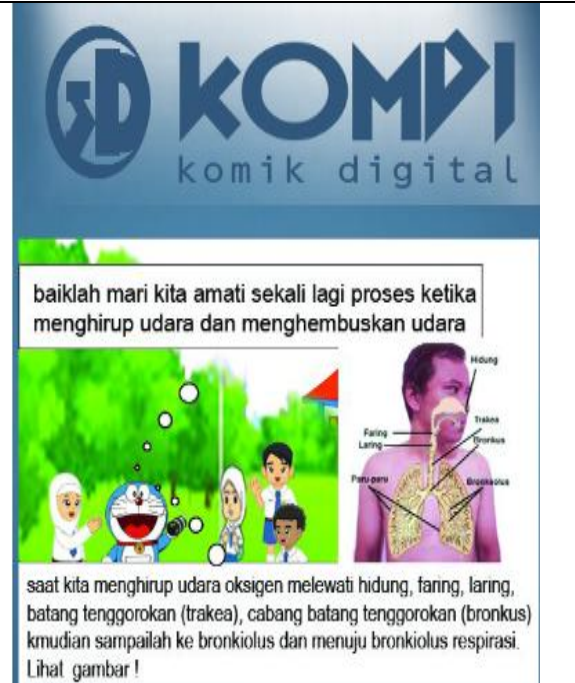 KOMPI
komik digital
baiklah mari kita amati sekali lagi proses ketika
menghirup udara dan menghembuskan udara
Hidung
Trakea
Faring
Laring
Bronkus
Paru-paru
Bronksolus
saat kita menghirup udara oksigen melewati hidung, faring, laring,
batang tenggorokan (trakea), cabang batang tenggorokan (bronkus)
kmudian sampailah ke bronkiolus dan menuju bronkiolus respirasi.
Lihat gambar !